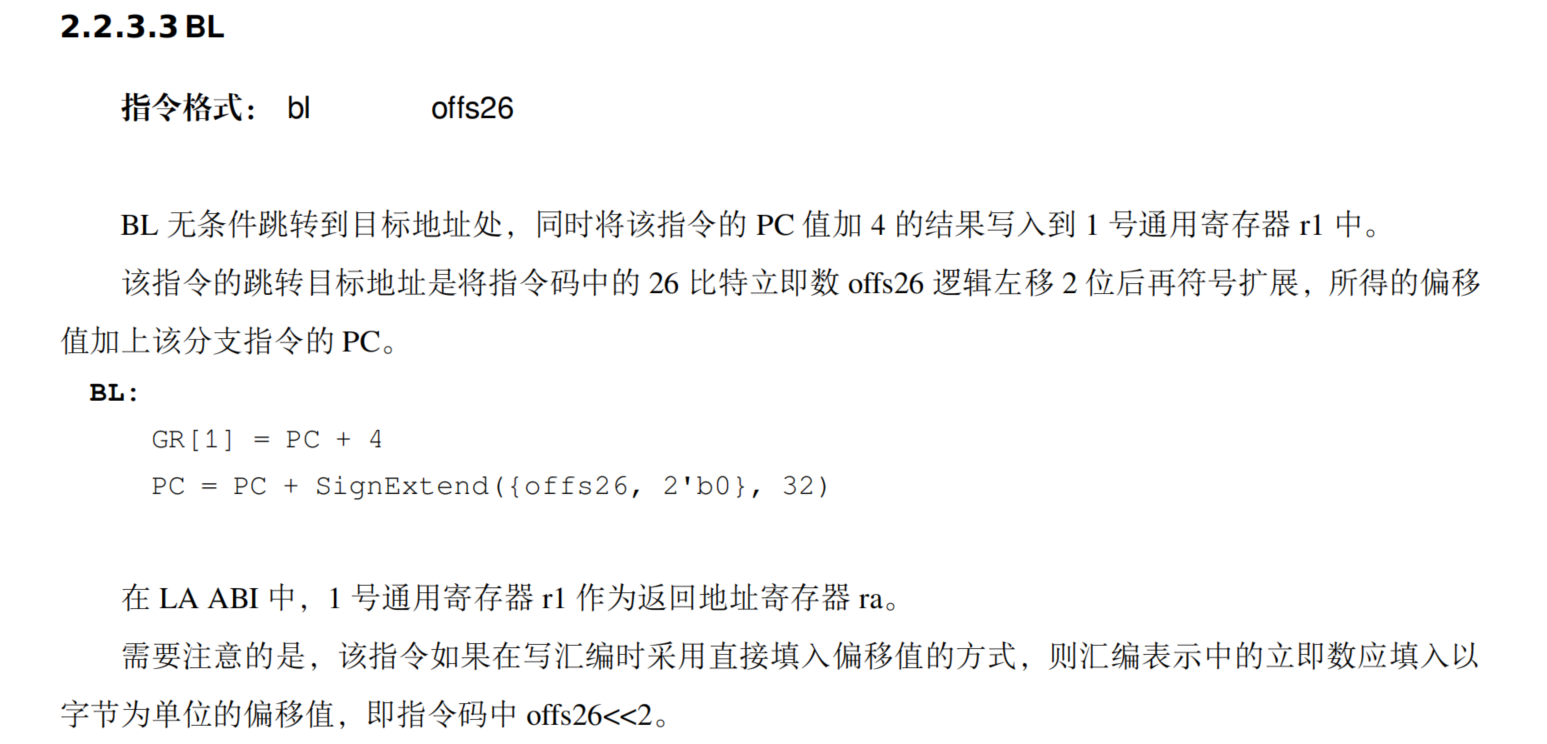 2.2.3.3 BL
指令格式： bl offs26
BL 无条件跳转到目标地址处，同时将该指令的 PC 值加 4 的结果写入到 1 号通用寄存器 r1 中。
该指令的跳转目标地址是将指令码中的 26 比特立即数 offs26 逻辑左移 2 位后再符号扩展，所得的偏移
值加上该分支指令的 PC。
BL:
GR[1] = PC + 4
PC = PC + SignExtend({offs26, 2'b0}, 32)
在 LA ABI 中，1 号通用寄存器 r1 作为返回地址寄存器 ra。
需要注意的是，该指令如果在写汇编时采用直接填入偏移值的方式，则汇编表示中的立即数应填入以
字节为单位的偏移值，即指令码中 offs26<<2。